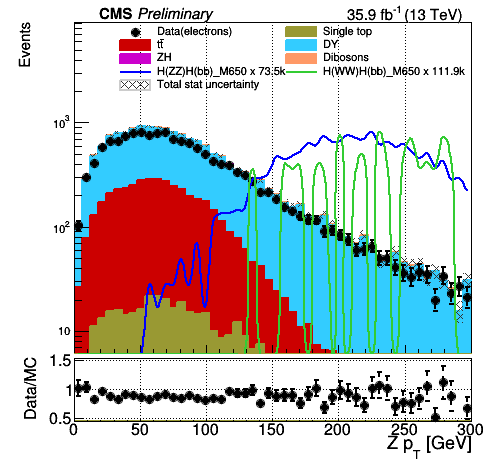 CMS Preliminary 35.9 fb⁻¹ (13 TeV)
Data(electrons) Single top
tt̄ DY
ZH Dibosons
H(ZZ)H(bb)_M650 x 73.5k H(WW)H(bb)_M650 x 111.9k
Total stat uncertainty
Events
10³
10²
10
Data/MC
1.5
1.0
0.5
0 50 100 150 200 250 300
Z p_T [GeV]